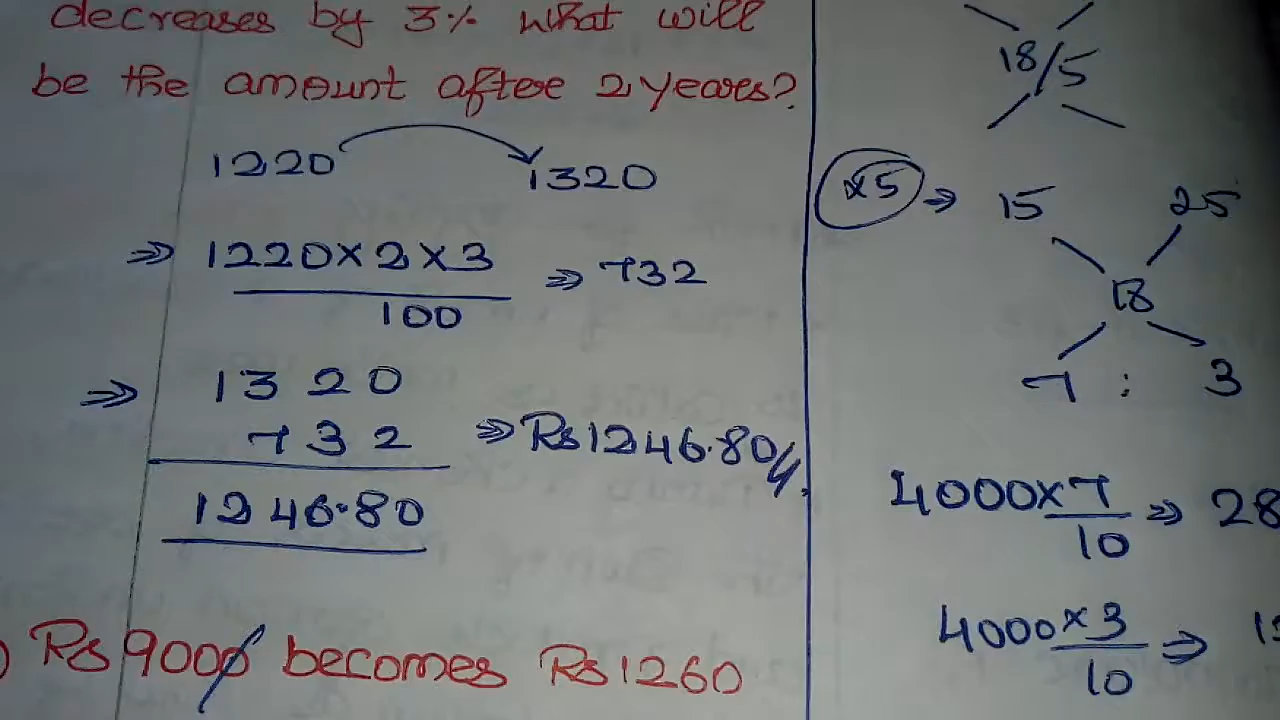 decreases by 3% what will
be the amount after 2 years?
1220 1320
⇒ 1220×2×3 ⇒ 732
100
⇒ 1320
732 ⇒ Rs 1246.80//.
1246.80
) Rs 9000 becomes Rs 1260
18/5
×5 ⇒ 15 25
18
7 : 3
4000×7 ⇒ 28
10
4000×3 ⇒
10